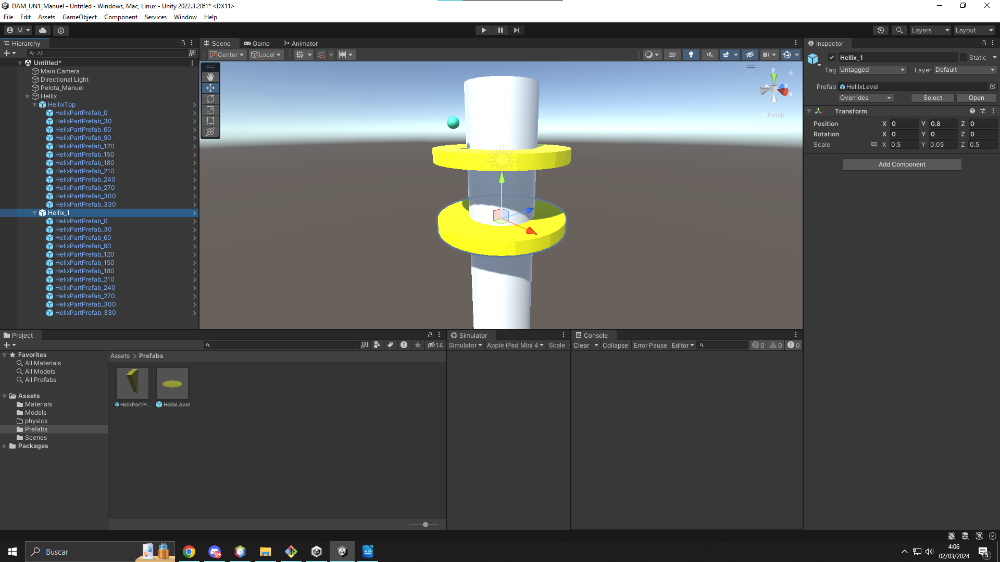 DAM_UN1_Manuel - Untitled - Windows, Mac, Linux - Unity 2022.3.20f1* <DX11>
File Edit Assets GameObject Component Services Window Help
M
Layers
Layout
Hierarchy
All
Untitled*
Main Camera
Directional Light
Pelota_Manuel
Hellix
HellixTop
HelixPartPrefab_0
HelixPartPrefab_30
HelixPartPrefab_60
HelixPartPrefab_90
HelixPartPrefab_120
HelixPartPrefab_150
HelixPartPrefab_180
HelixPartPrefab_210
HelixPartPrefab_240
HelixPartPrefab_270
HelixPartPrefab_300
HelixPartPrefab_330
Hellix_1
HelixPartPrefab_0
HelixPartPrefab_30
HelixPartPrefab_60
HelixPartPrefab_90
HelixPartPrefab_120
HelixPartPrefab_150
HelixPartPrefab_180
HelixPartPrefab_210
HelixPartPrefab_240
HelixPartPrefab_270
HelixPartPrefab_300
HelixPartPrefab_330
Scene Game Animator
Center Local
2D
y
z
x
Persp
Inspector
Hellix_1
Static
Tag Untagged Layer Default
Prefab HellixLevel
Overrides Select Open
Transform
Position X 0 Y 0.8 Z 0
Rotation X 0 Y 0 Z 0
Scale X 0.5 Y 0.05 Z 0.5
Add Component
Project
14
Favorites
All Materials
All Models
All Prefabs
Assets
Materials
Models
physics
Prefabs
Scenes
Packages
Assets > Prefabs
HelixPartPr...
HellixLevel
Simulator
Simulator Apple iPad Mini 4 Scale
Console
Clear Collapse Error Pause Editor
0 0 0
Buscar
9+
4:06
02/03/2024
5